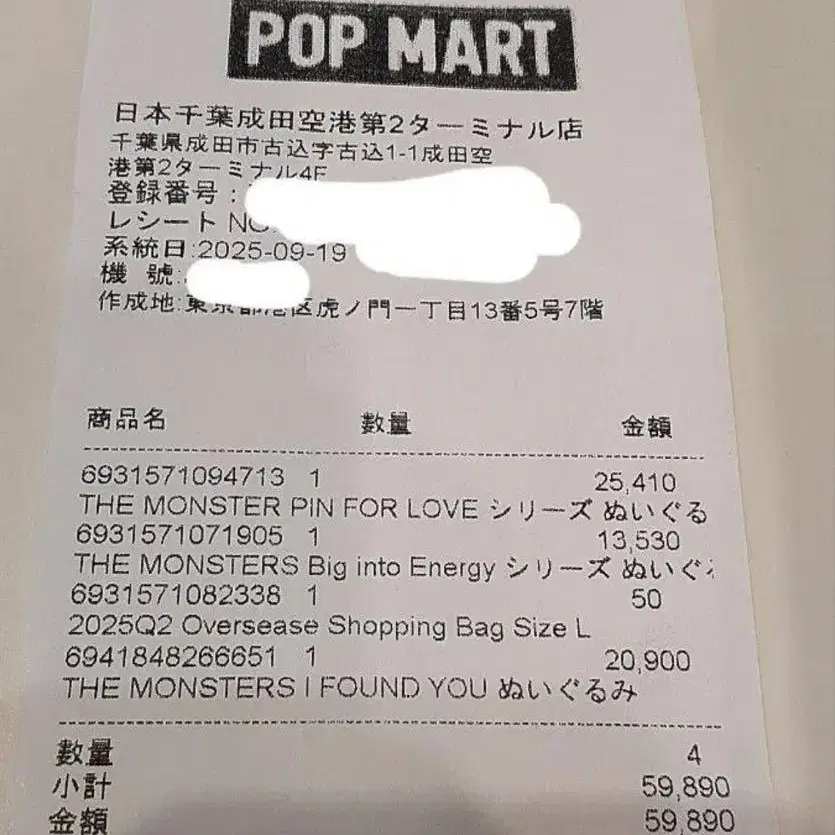 POP MART
日本千葉成田空港第2ターミナル店
千葉県成田市古込字古込1-1成田空
港第2ターミナル4F
登録番号:
レシート NO.
系統日:2025-09-19
機 號:
作成地:東京都港区虎ノ門一丁目13番5号7階
商品名 數量 金額
6931571094713 1 25,410
THE MONSTER PIN FOR LOVE シリーズ ぬいぐる
6931571071905 1 13,530
THE MONSTERS Big into Energy シリーズ ぬいぐ
6931571082338 1 50
2025Q2 Oversease Shopping Bag Size L
6941848266651 1 20,900
THE MONSTERS I FOUND YOU ぬいぐるみ
數量 4
小計 59,890
金額 59,890